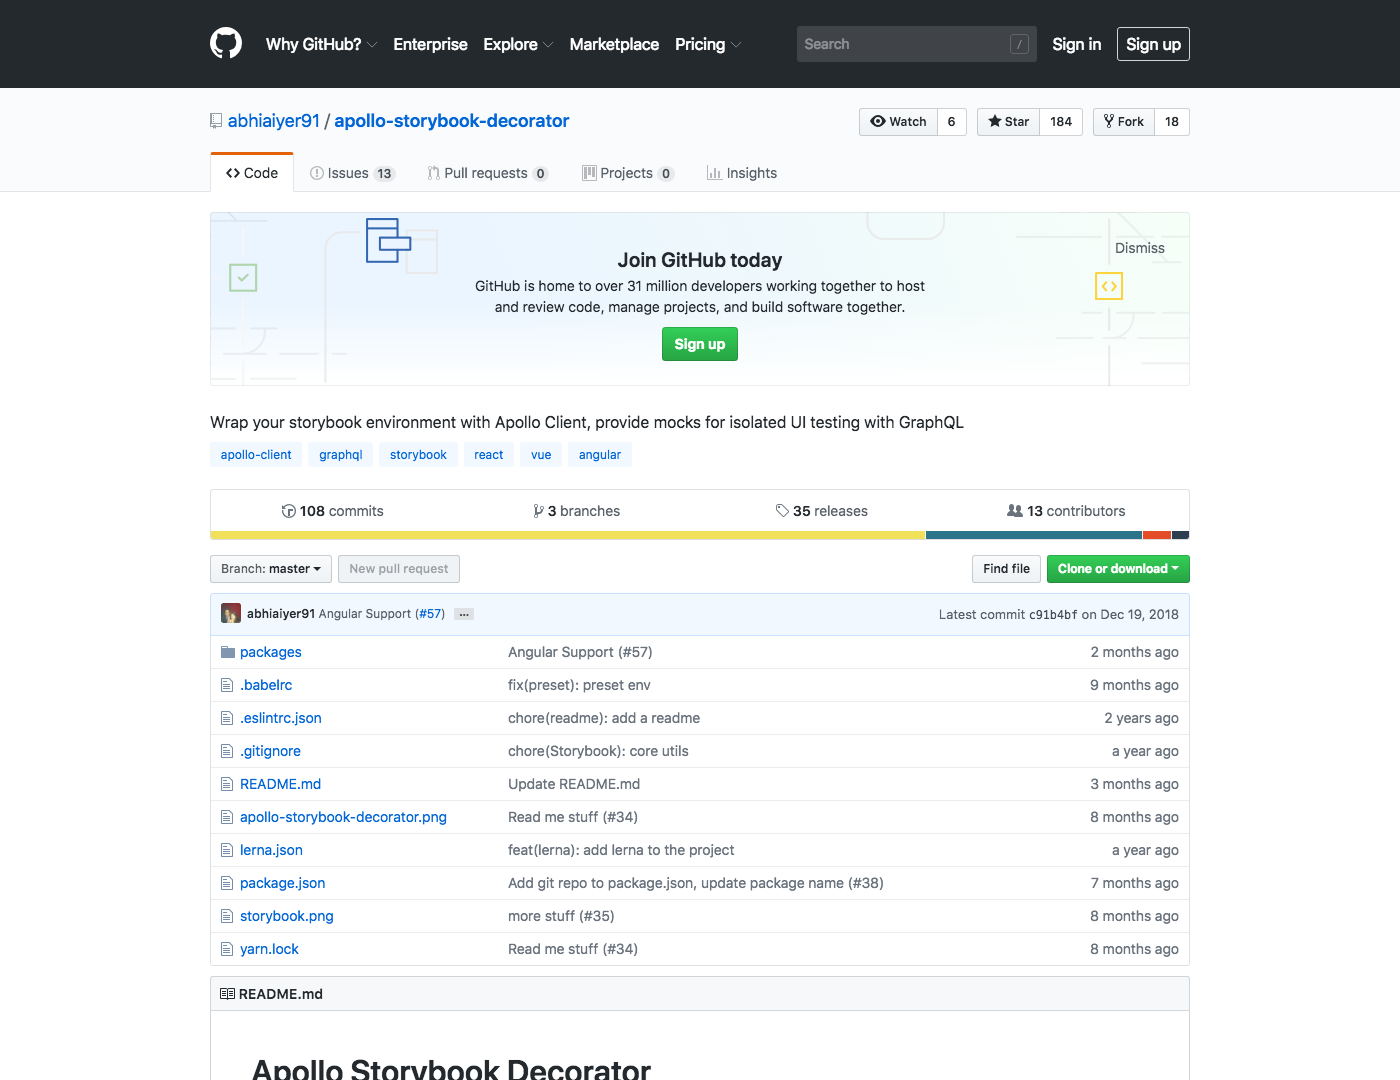 Why GitHub? Enterprise Explore Marketplace Pricing Search / Sign in Sign up
abhiaiyer91 / apollo-storybook-decorator Watch 6 Star 184 Fork 18
Code Issues 13 Pull requests 0 Projects 0 Insights
Dismiss
Join GitHub today
GitHub is home to over 31 million developers working together to host
and review code, manage projects, and build software together.
Sign up
Wrap your storybook environment with Apollo Client, provide mocks for isolated UI testing with GraphQL
apollo-client graphql storybook react vue angular
108 commits 3 branches 35 releases 13 contributors
Branch: master New pull request Find file Clone or download
abhiaiyer91 Angular Support (#57) … Latest commit c91b4bf on Dec 19, 2018
packages Angular Support (#57) 2 months ago
.babelrc fix(preset): preset env 9 months ago
.eslintrc.json chore(readme): add a readme 2 years ago
.gitignore chore(Storybook): core utils a year ago
README.md Update README.md 3 months ago
apollo-storybook-decorator.png Read me stuff (#34) 8 months ago
lerna.json feat(lerna): add lerna to the project a year ago
package.json Add git repo to package.json, update package name (#38) 7 months ago
storybook.png more stuff (#35) 8 months ago
yarn.lock Read me stuff (#34) 8 months ago
README.md
Apollo Storybook Decorator